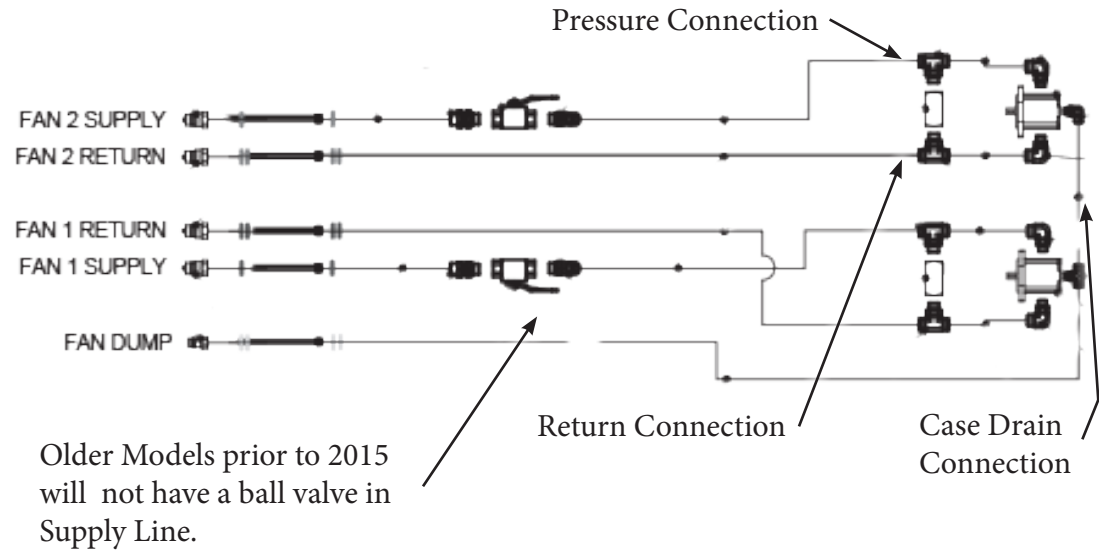 Pressure Connection
FAN 2 SUPPLY
FAN 2 RETURN
FAN 1 RETURN
FAN 1 SUPPLY
FAN DUMP
Return Connection
Case Drain
Connection
Older Models prior to 2015
will not have a ball valve in
Supply Line.